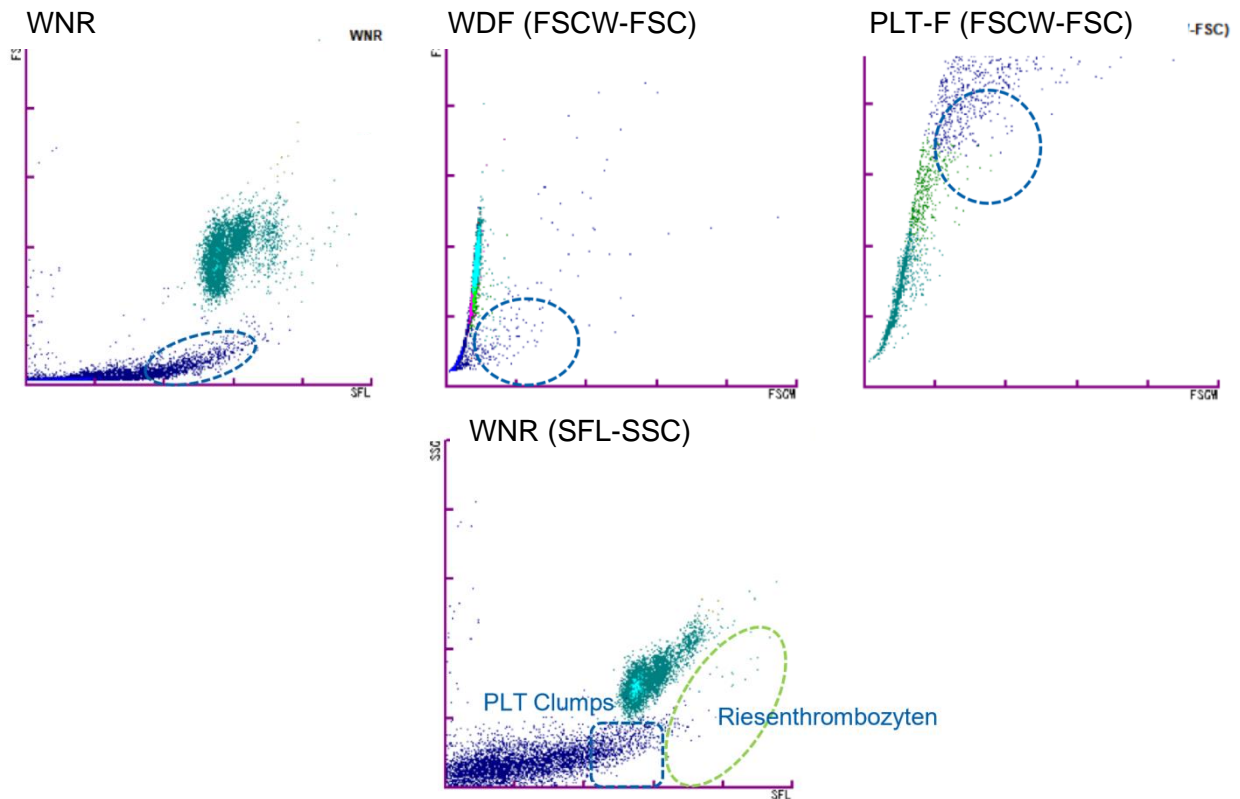 WNR
WNR
FS
SFL
WDF (FSCW-FSC)
F
FSCW
PLT-F (FSCW-FSC)
-FSC)
FSCW
WNR (SFL-SSC)
SSC
PLT Clumps
Riesenthrombozyten
SFL